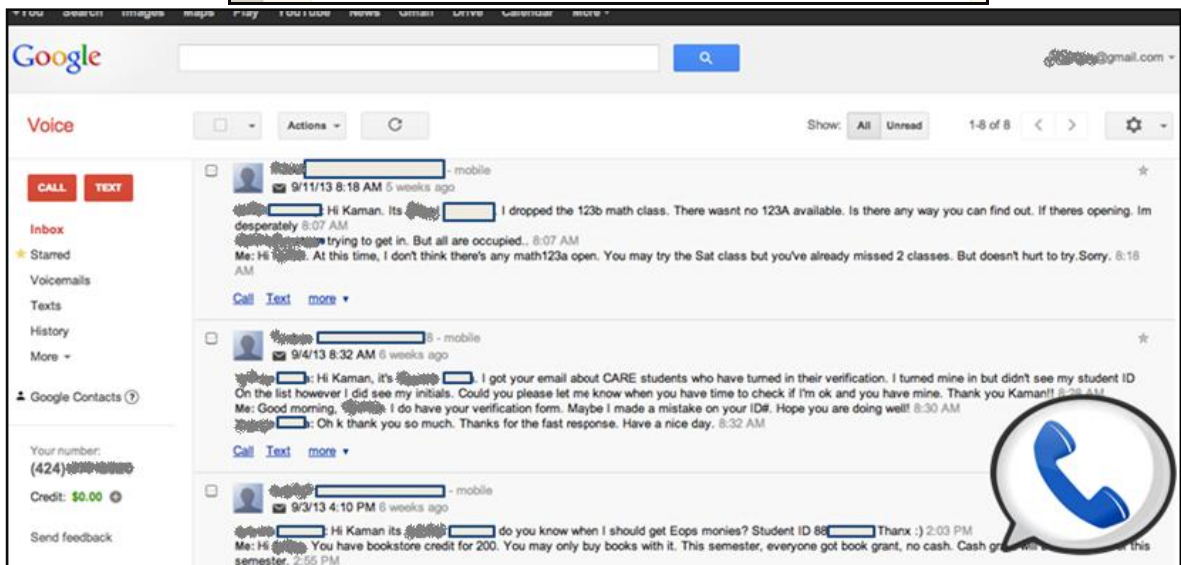 +You Search Images Maps Play YouTube News Gmail Drive Calendar More
Google
@gmail.com
Voice
Actions
Show: All Unread
1-8 of 8
CALL TEXT
Inbox
Starred
Voicemails
Texts
History
More
Google Contacts (?)
Your number:
(424)
Credit: $0.00
Send feedback
- mobile
9/11/13 8:18 AM 5 weeks ago
: Hi Kaman. Its . I dropped the 123b math class. There wasnt no 123A available. Is there any way you can find out. If theres opening. Im
desperately 8:07 AM
trying to get in. But all are occupied.. 8:07 AM
Me: Hi . At this time, I don't think there's any math123a open. You may try the Sat class but you've already missed 2 classes. But doesn't hurt to try.Sorry. 8:18
AM
Call Text more
8 - mobile
9/4/13 8:32 AM 6 weeks ago
: Hi Kaman, it's . I got your email about CARE students who have turned in their verification. I turned mine in but didn't see my student ID
On the list however I did see my initials. Could you please let me know when you have time to check if I'm ok and you have mine. Thank you Kaman!! 8:28 AM
Me: Good morning, I do have your verification form. Maybe I made a mistake on your ID#. Hope you are doing well! 8:30 AM
: Oh k thank you so much. Thanks for the fast response. Have a nice day. 8:32 AM
Call Text more
- mobile
9/3/13 4:10 PM 6 weeks ago
: Hi Kaman its do you know when I should get Eops monies? Student ID 88 Thanx :) 2:03 PM
Me: Hi You have bookstore credit for 200. You may only buy books with it. This semester, everyone got book grant, no cash. Cash this
semester. 2:55 PM